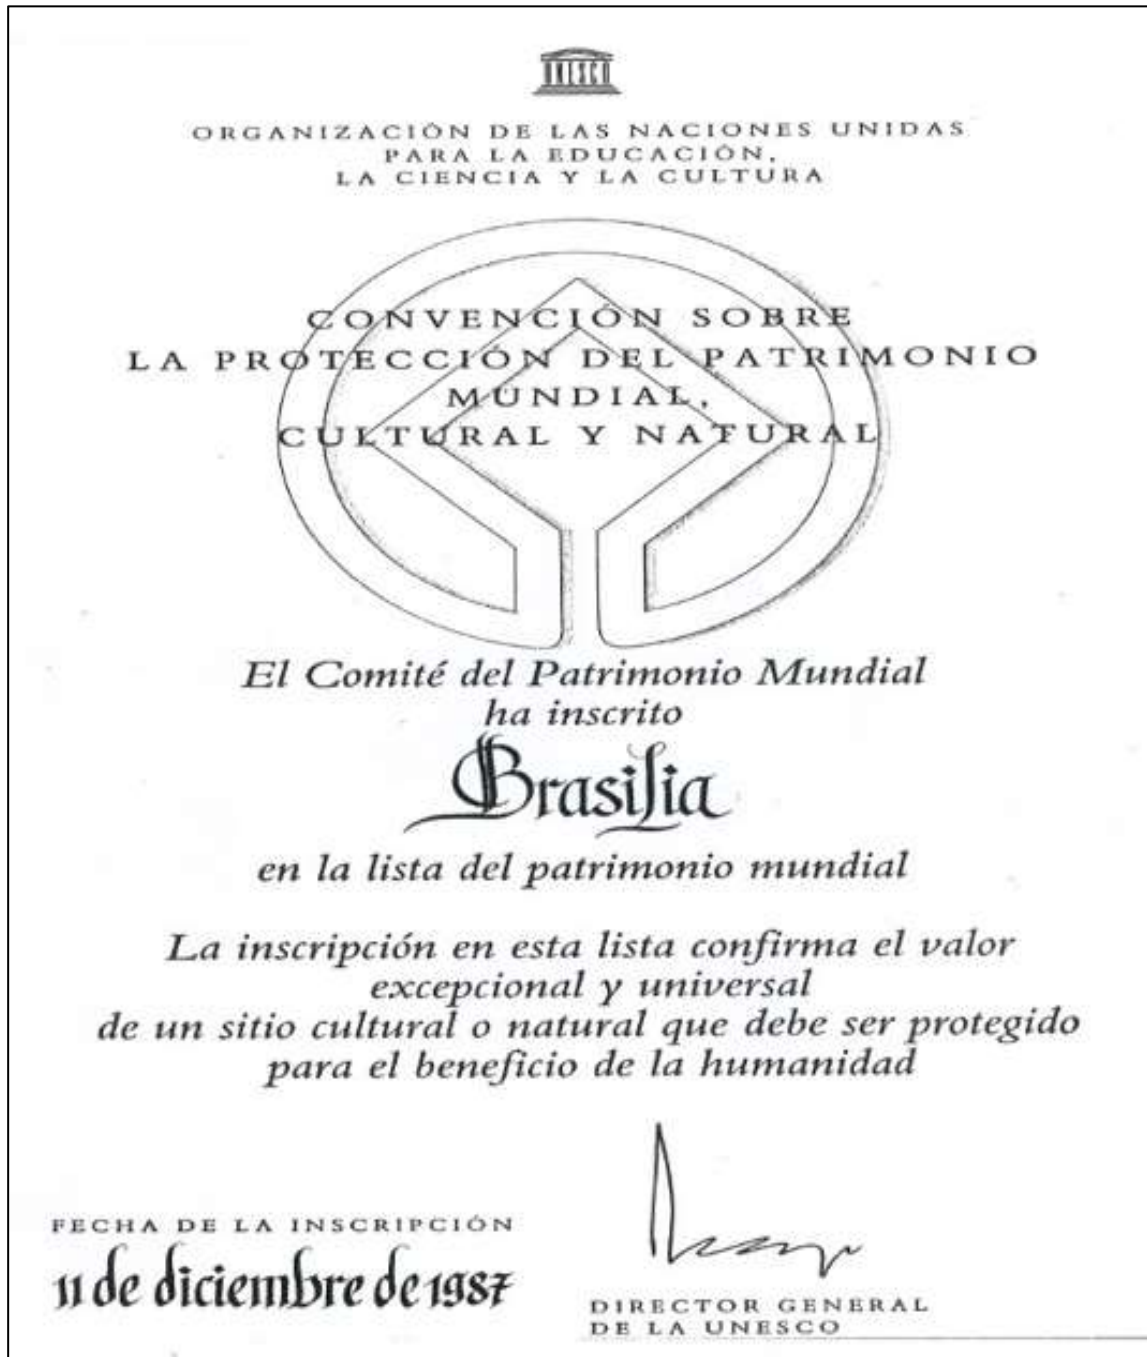 UNESCO
ORGANIZACIÓN DE LAS NACIONES UNIDAS
PARA LA EDUCACIÓN,
LA CIENCIA Y LA CULTURA
CONVENCIÓN SOBRE
LA PROTECCIÓN DEL PATRIMONIO
MUNDIAL,
CULTURAL Y NATURAL
El Comité del Patrimonio Mundial
ha inscrito
Brasilia
en la lista del patrimonio mundial
La inscripción en esta lista confirma el valor
excepcional y universal
de un sitio cultural o natural que debe ser protegido
para el beneficio de la humanidad
FECHA DE LA INSCRIPCIÓN
11 de diciembre de 1987
DIRECTOR GENERAL
DE LA UNESCO